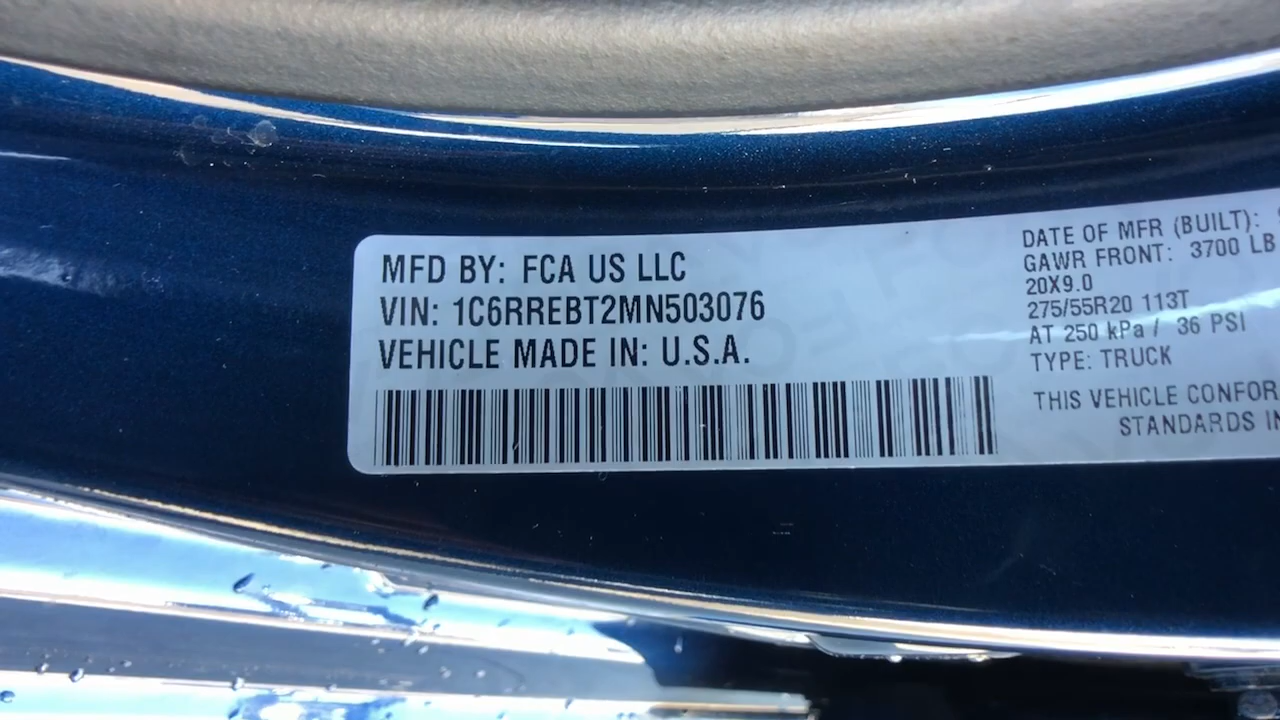 MFD BY: FCA US LLC
VIN: 1C6RREBT2MN503076
VEHICLE MADE IN: U.S.A.
DATE OF MFR (BUILT):
GAWR FRONT: 3700 LB
20X9.0
275/55R20 113T
AT 250 kPa / 36 PSI
TYPE: TRUCK
THIS VEHICLE CONFOR
STANDARDS IN